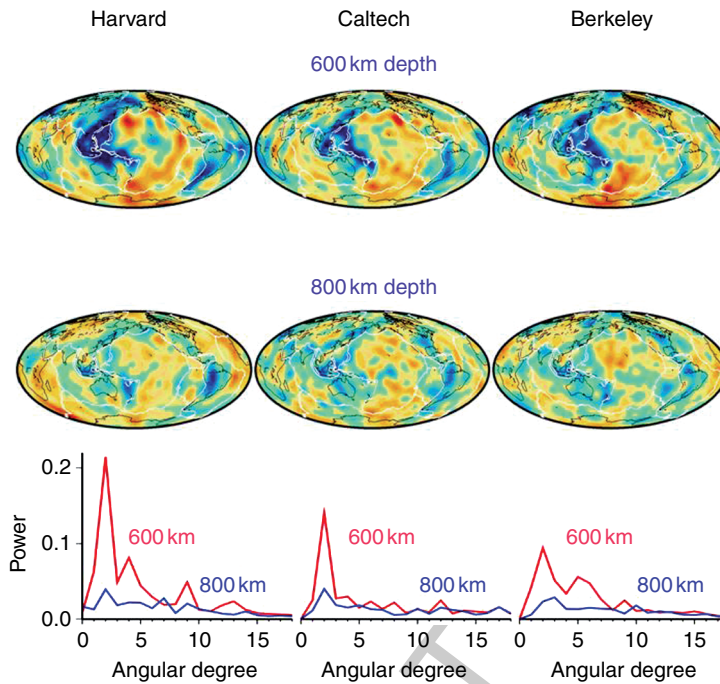 Harvard Caltech Berkeley
600 km depth
800 km depth
Power
0.2
0.1
0.0
600 km
800 km
0 5 10 15
Angular degree
600 km
800 km
0 5 10 15
Angular degree
600 km
800 km
0 5 10 15
Angular degree
T